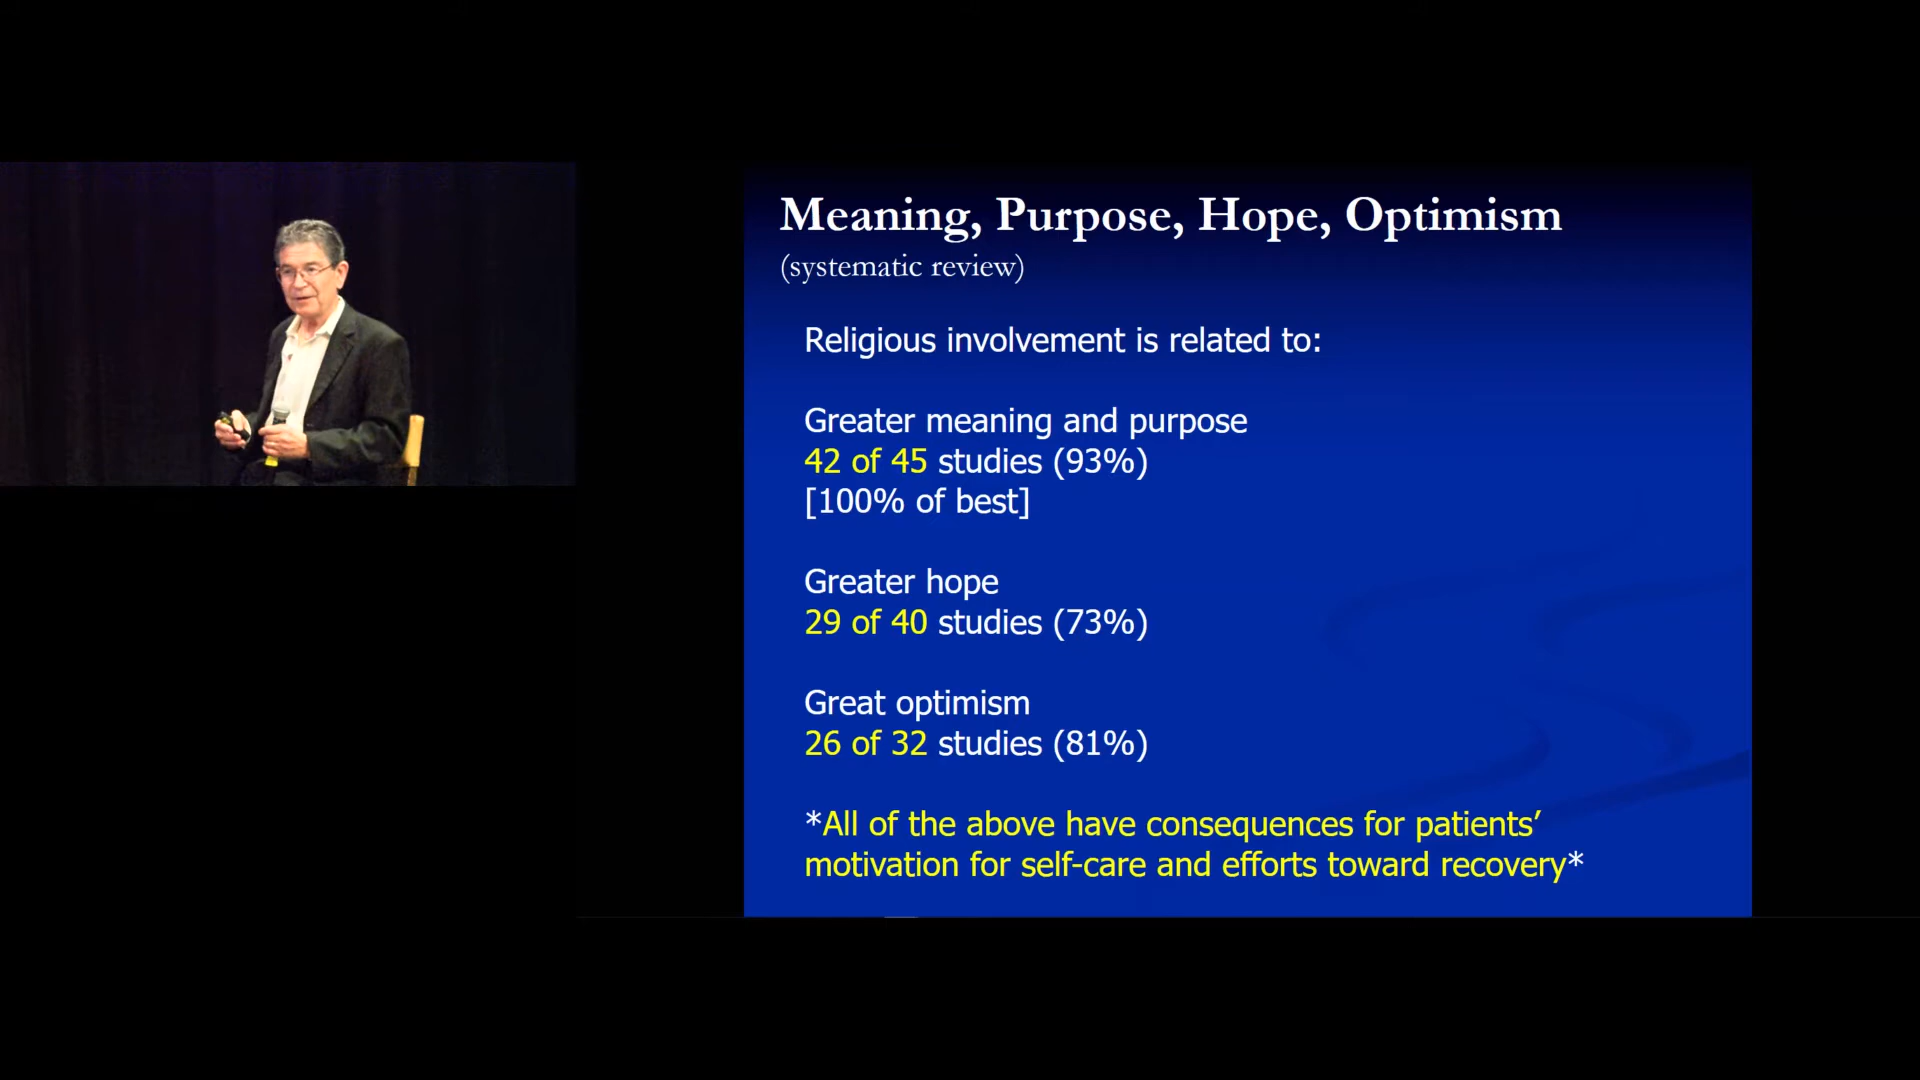 Meaning, Purpose, Hope, Optimism
(systematic review)
Religious involvement is related to:
Greater meaning and purpose
42 of 45 studies (93%)
[100% of best]
Greater hope
29 of 40 studies (73%)
Great optimism
26 of 32 studies (81%)
*All of the above have consequences for patients’
motivation for self-care and efforts toward recovery*